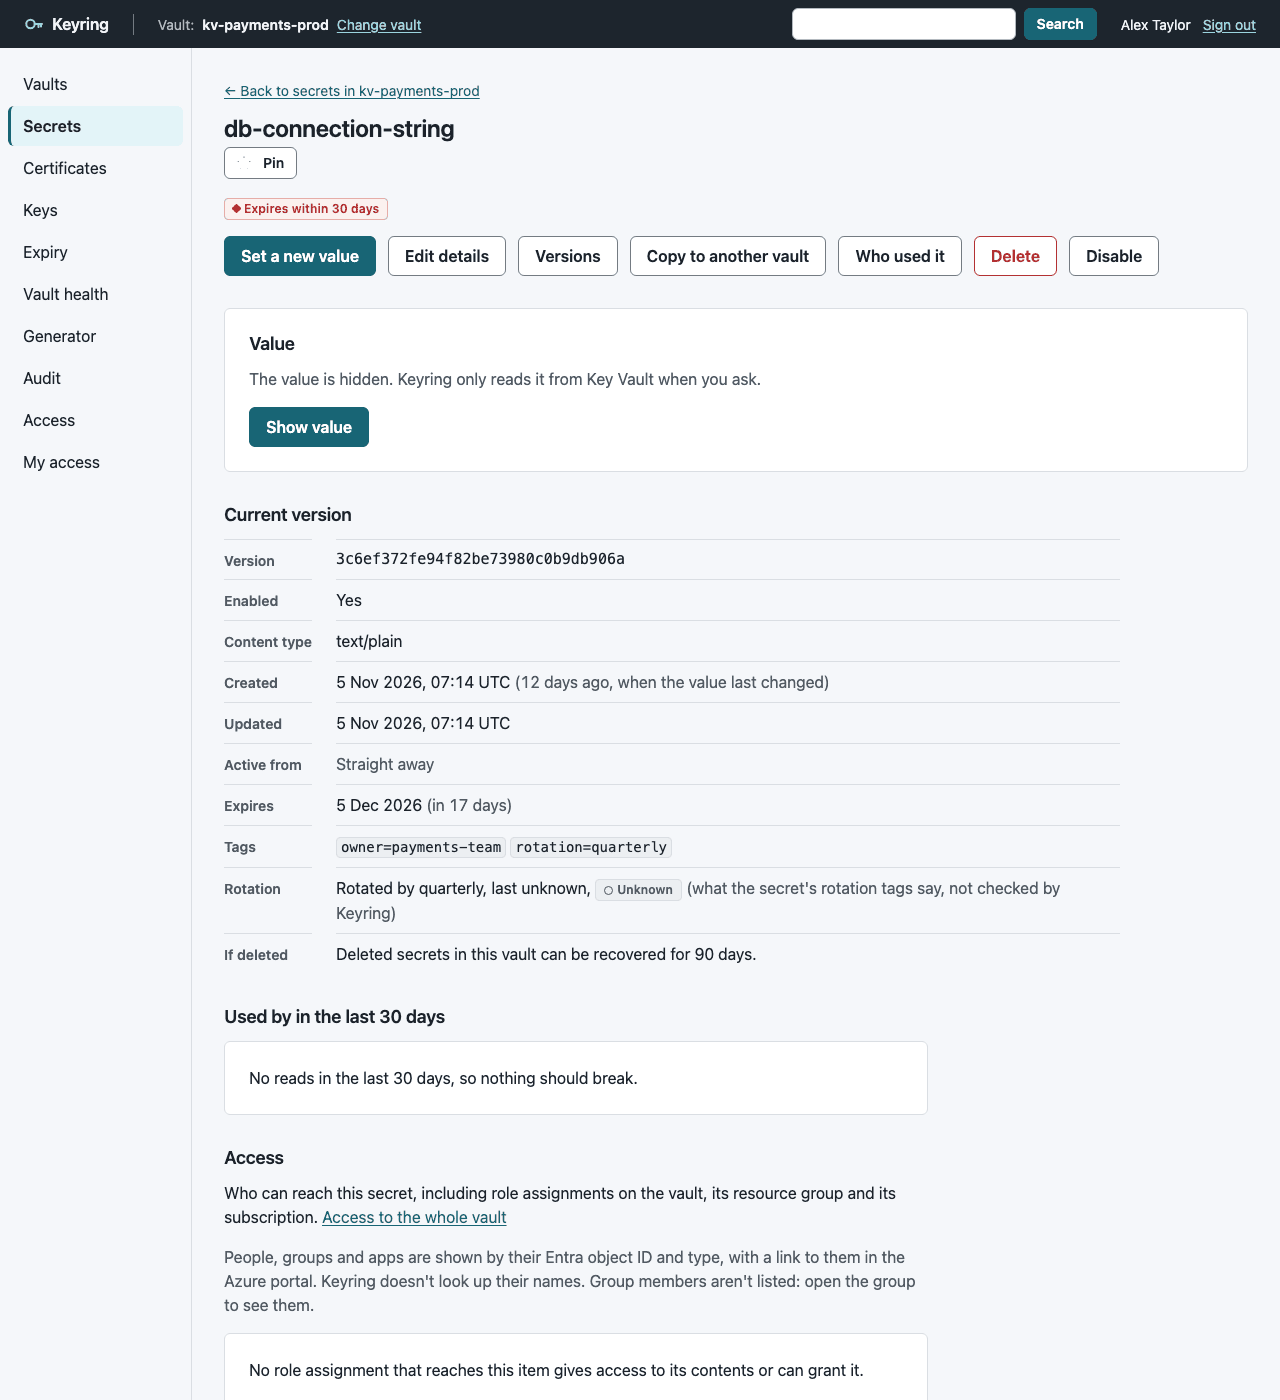 Keyring
Vault: kv-payments-prod Change vault
Search
Alex Taylor Sign out
Vaults
Secrets
Certificates
Keys
Expiry
Vault health
Generator
Audit
Access
My access
← Back to secrets in kv-payments-prod
db-connection-string
Pin
Expires within 30 days
Set a new value
Edit details
Versions
Copy to another vault
Who used it
Delete
Disable
Value
The value is hidden. Keyring only reads it from Key Vault when you ask.
Show value
Current version
Version 3c6ef372fe94f82be73980c0b9db906a
Enabled Yes
Content type text/plain
Created 5 Nov 2026, 07:14 UTC (12 days ago, when the value last changed)
Updated 5 Nov 2026, 07:14 UTC
Active from Straight away
Expires 5 Dec 2026 (in 17 days)
Tags owner=payments-team rotation=quarterly
Rotation Rotated by quarterly, last unknown, Unknown (what the secret's rotation tags say, not checked by
Keyring)
If deleted Deleted secrets in this vault can be recovered for 90 days.
Used by in the last 30 days
No reads in the last 30 days, so nothing should break.
Access
Who can reach this secret, including role assignments on the vault, its resource group and its
subscription. Access to the whole vault
People, groups and apps are shown by their Entra object ID and type, with a link to them in the
Azure portal. Keyring doesn't look up their names. Group members aren't listed: open the group
to see them.
No role assignment that reaches this item gives access to its contents or can grant it.